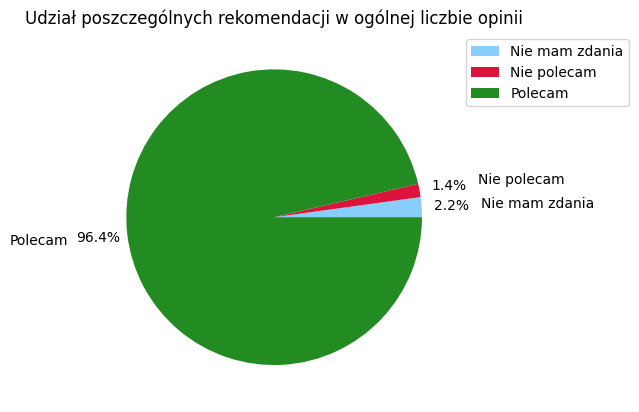 Udział poszczególnych rekomendacji w ogólnej liczbie opinii
Nie mam zdania
Nie polecam
Polecam
1.4% Nie polecam
2.2% Nie mam zdania
Polecam 96.4%